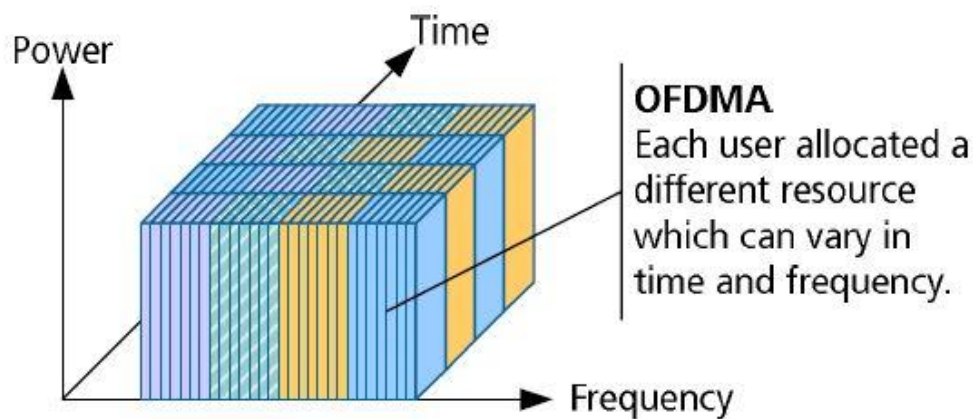 Power
Time
OFDMA
Each user allocated a
different resource
which can vary in
time and frequency.
Frequency